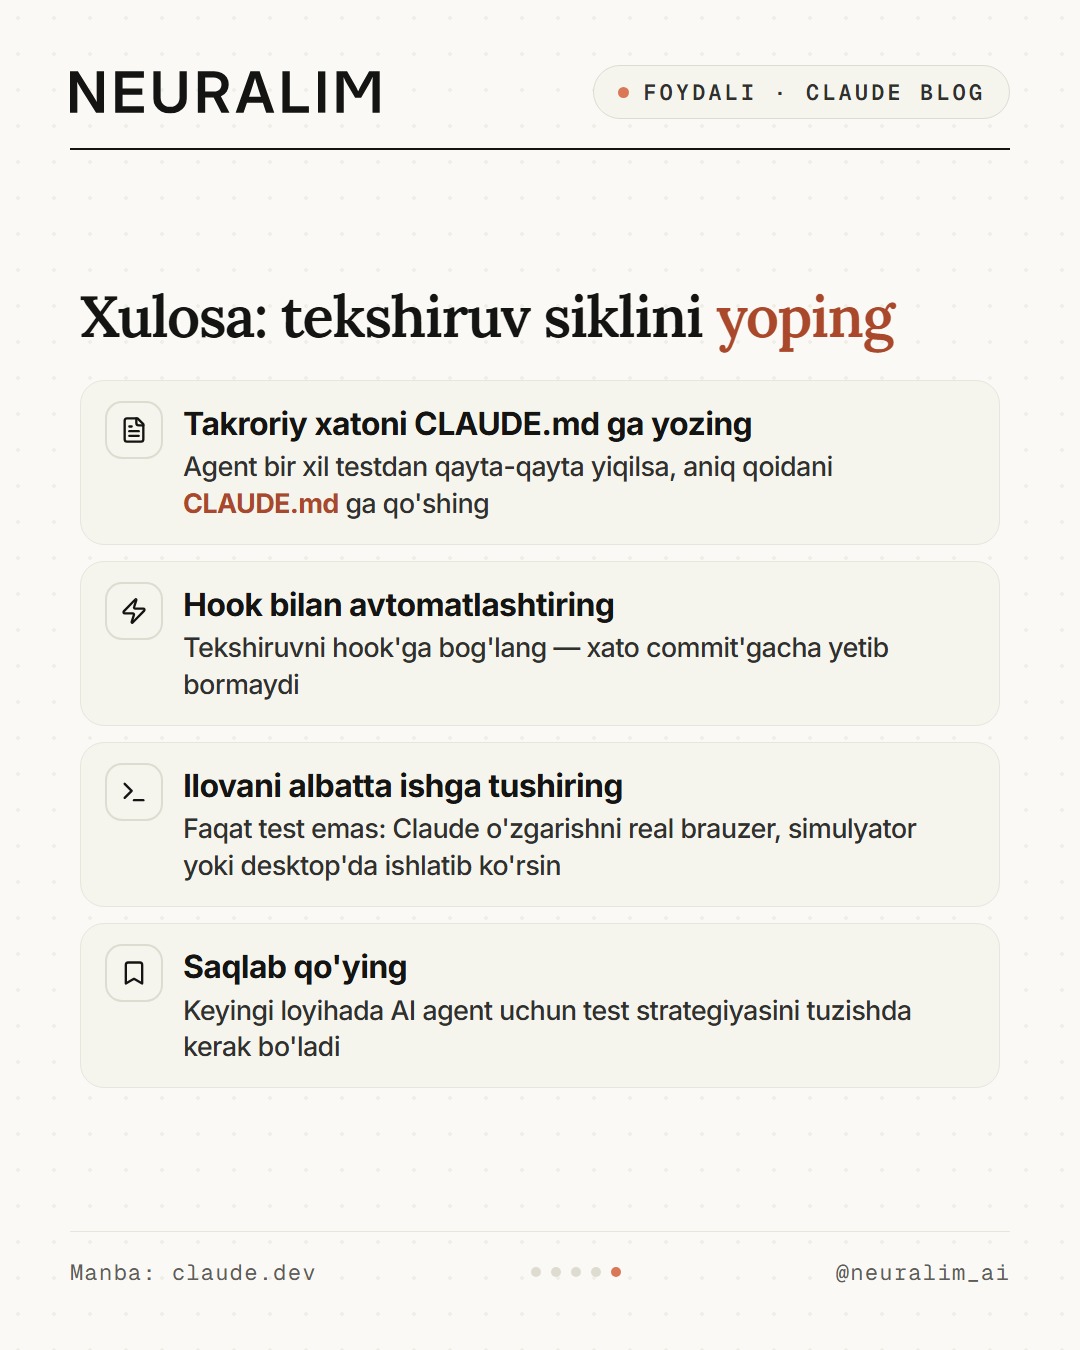 NEURALIM
FOYDALI · CLAUDE BLOG
Xulosa: tekshiruv siklini yoping
Takroriy xatoni CLAUDE.md ga yozing
Agent bir xil testdan qayta-qayta yiqilsa, aniq qoidani
CLAUDE.md ga qo'shing
Hook bilan avtomatlashtiring
Tekshiruvni hook'ga bog'lang — xato commit'gacha yetib
bormaydi
Ilovani albatta ishga tushiring
Faqat test emas: Claude o'zgarishni real brauzer, simulyator
yoki desktop'da ishlatib ko'rsin
Saqlab qo'ying
Keyingi loyihada AI agent uchun test strategiyasini tuzishda
kerak bo'ladi
Manba: claude.dev
@neuralim_ai